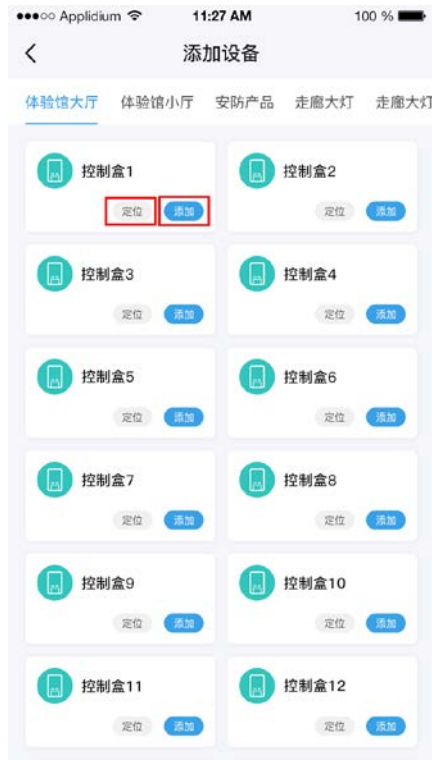 ●●●○○ Applidium 11:27 AM 100 %
添加设备
体验馆大厅 体验馆小厅 安防产品 走廊大灯 走廊大灯
控制盒1 控制盒2
定位 添加 定位 添加
控制盒3 控制盒4
定位 添加 定位 添加
控制盒5 控制盒6
定位 添加 定位 添加
控制盒7 控制盒8
定位 添加 定位 添加
控制盒9 控制盒10
定位 添加 定位 添加
控制盒11 控制盒12
定位 添加 定位 添加